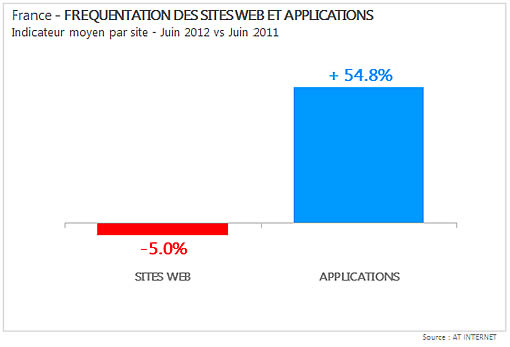 France - FREQUENTATION DES SITES WEB ET APPLICATIONS
Indicateur moyen par site - Juin 2012 vs Juin 2011
+ 54.8%
-5.0%
SITES WEB
APPLICATIONS
Source : AT INTERNET